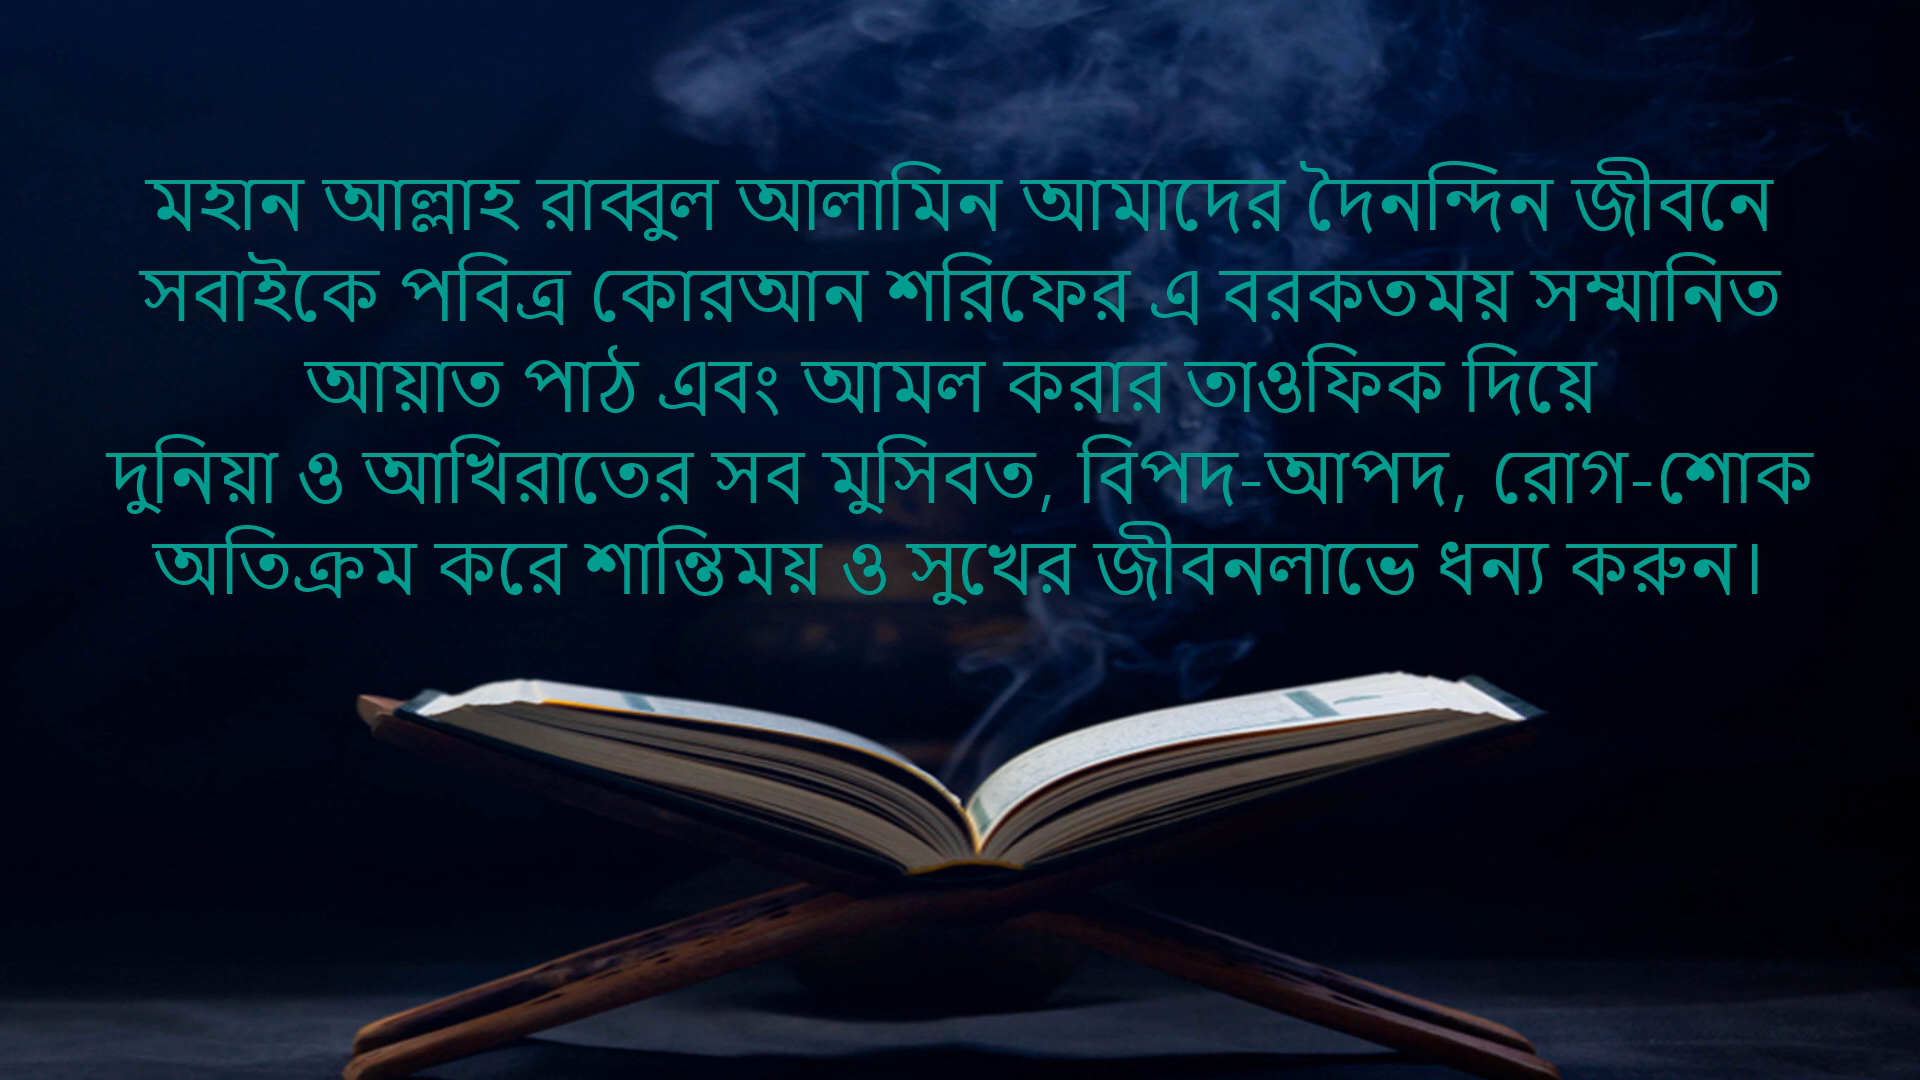 মহান আল্লাহ রাব্বুল আলামিন আমাদের দৈনন্দিন জীবনে
সবাইকে পবিত্র কোরআন শরিফের এ বরকতময় সম্মানিত
আয়াত পাঠ এবং আমল করার তাওফিক দিয়ে
দুনিয়া ও আখিরাতের সব মুসিবত, বিপদ-আপদ, রোগ-শোক
অতিক্রম করে শান্তিময় ও সুখের জীবনলাভে ধন্য করুন।